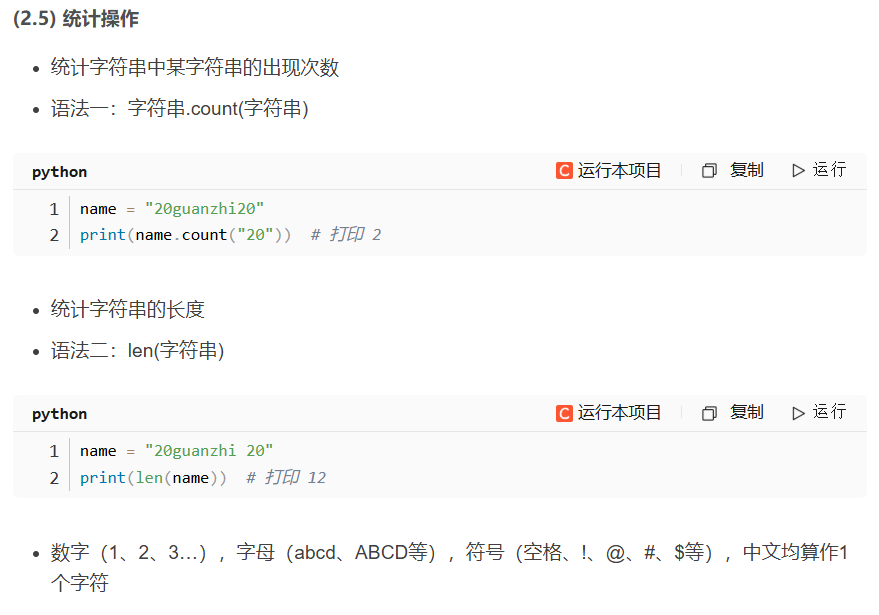 (2.5) 统计操作
统计字符串中某字符串的出现次数
语法一：字符串.count(字符串)
python C 运行本项目 复制 运行
1 name = "20guanzhi20"
2 print(name.count("20")) # 打印 2
统计字符串的长度
语法二：len(字符串)
python C 运行本项目 复制 运行
1 name = "20guanzhi 20"
2 print(len(name)) # 打印 12
数字（1、2、3…），字母（abcd、ABCD等），符号（空格、!、@、#、$等），中文均算作1
个字符